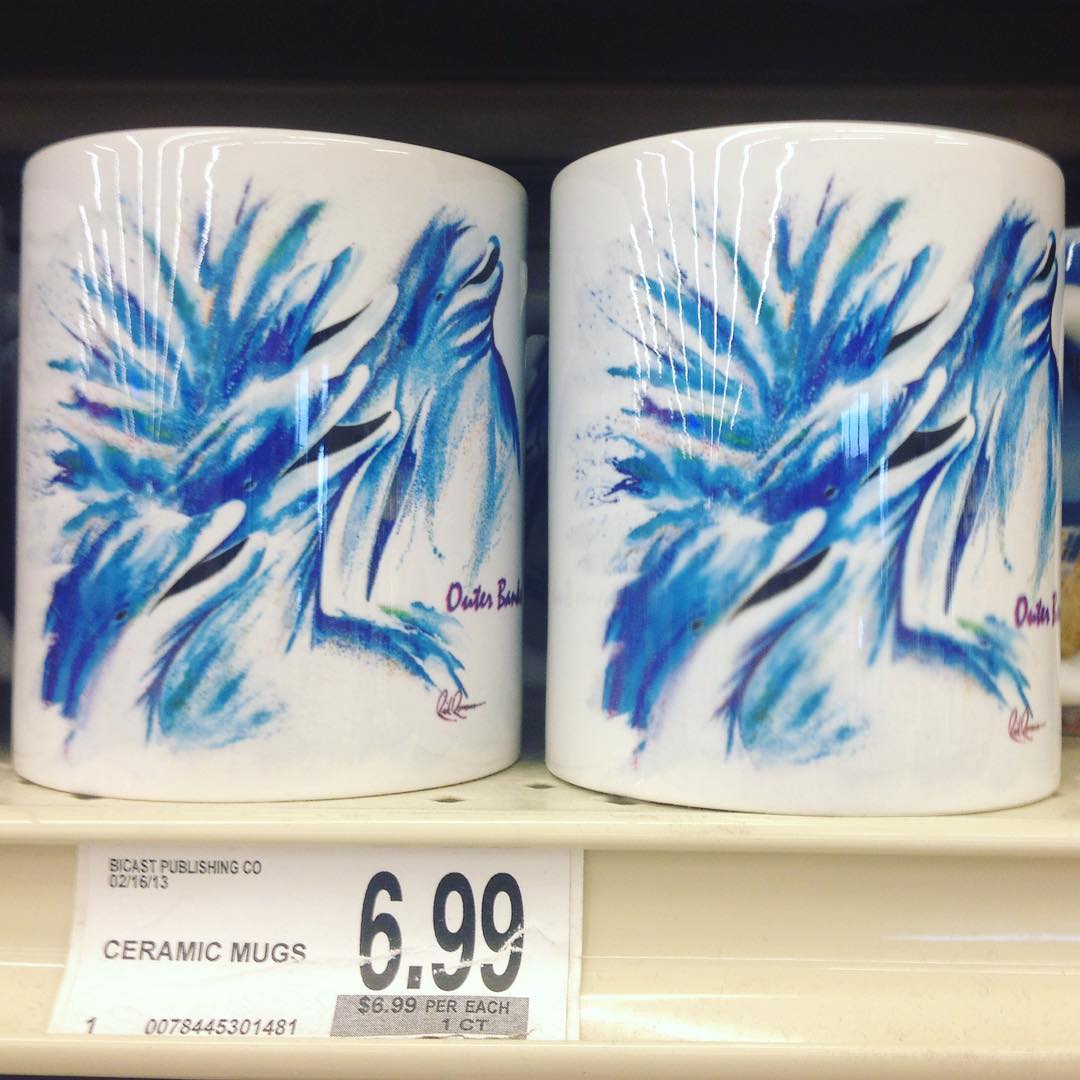 Outer Bank
Outer B
BICAST PUBLISHING CO
02/16/13
CERAMIC MUGS
6.99
$6.99 PER EACH
1 CT
1 0078445301481